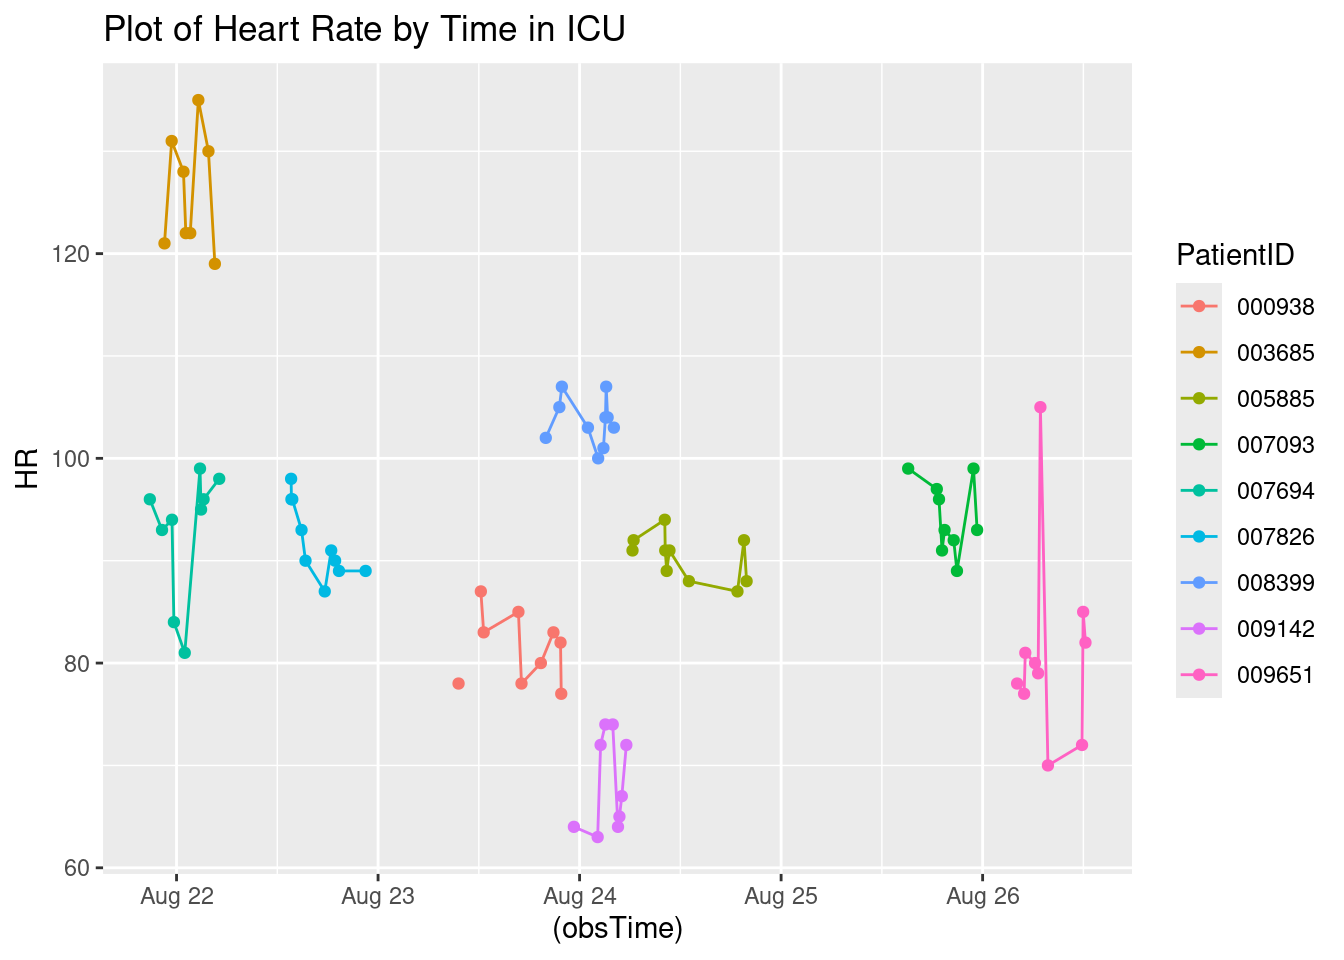 Plot of Heart Rate by Time in ICU
HR
120
100
80
60
Aug 22
Aug 23
Aug 24
Aug 25
Aug 26
(obsTime)
PatientID
000938
003685
005885
007093
007694
007826
008399
009142
009651